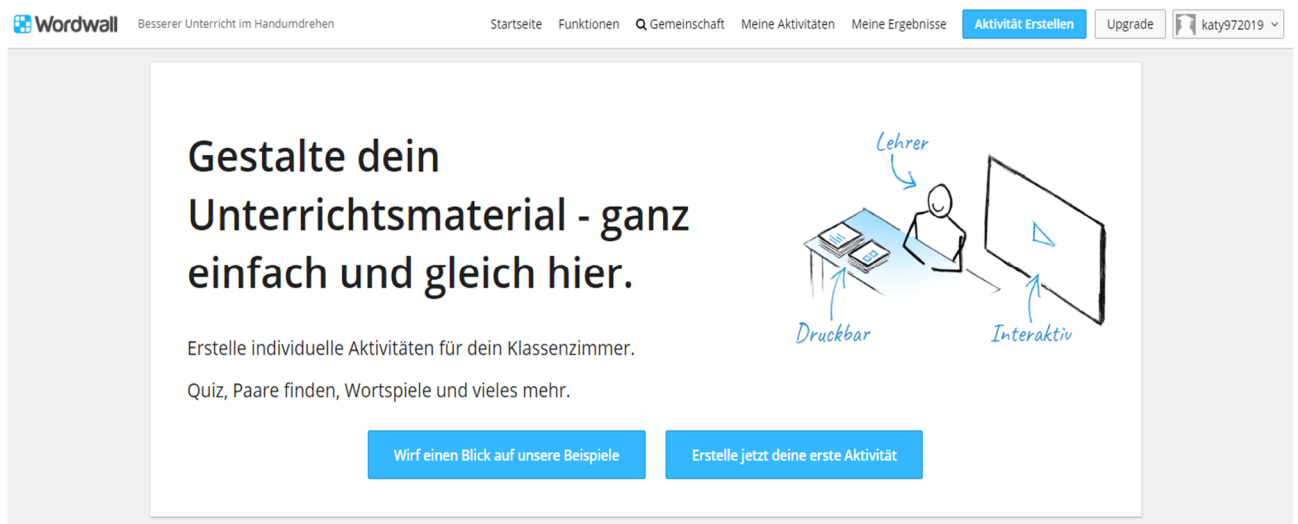 Wordwall Besserer Unterricht im Handumdrehen Startseite Funktionen Gemeinschaft Meine Aktivitäten Meine Ergebnisse Aktivität Erstellen Upgrade katy972019
Gestalte dein
Unterrichtsmaterial - ganz
einfach und gleich hier.
Erstelle individuelle Aktivitäten für dein Klassenzimmer.
Quiz, Paare finden, Wortspiele und vieles mehr.
Lehrer
Druckbar
Interaktiv
Wirf einen Blick auf unsere Beispiele
Erstelle jetzt deine erste Aktivität